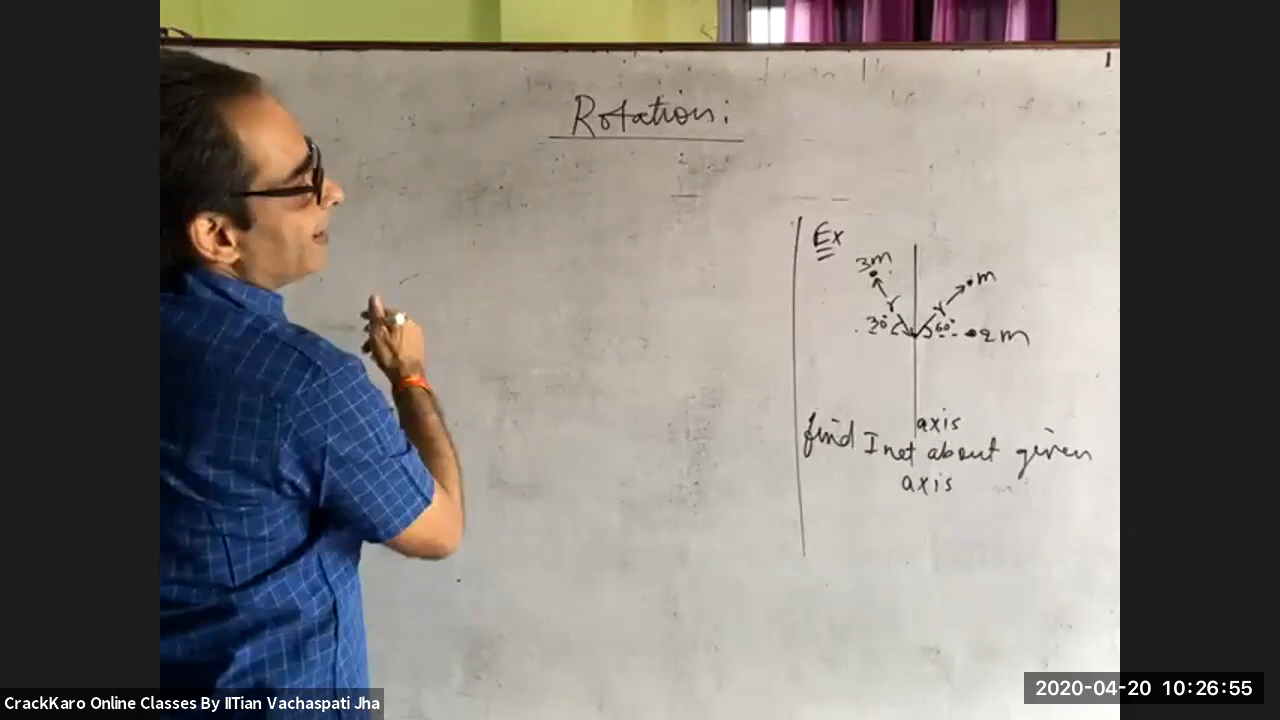 Rotation:
Ex
3m
m
r
r
30°
60°
2m
axis
find I net about given
axis
CrackKaro Online Classes By IITian Vachaspati Jha
2020-04-20 10:26:55